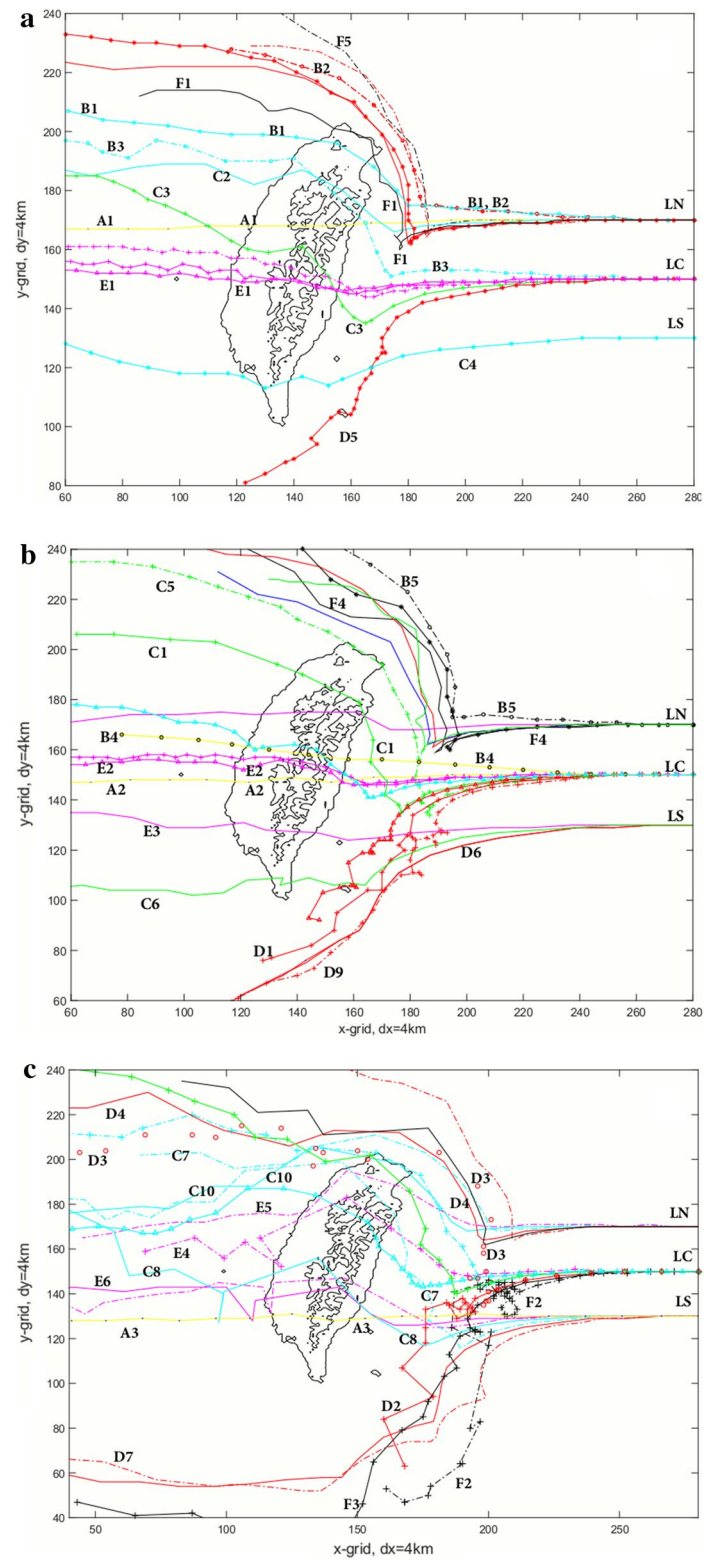 a
240
220
200
180
160
140
120
100
80
y-grid, dy=4km
60 80 100 120 140 160 180 200 220 240 260 280
F5
B2
F1
B1
B1
B3
C2
C3
A1
A1
F1
B1, B2
LN
F1
B3
LC
E1
E1
C3
LS
C4
D5
b
240
220
200
180
160
140
120
100
80
60
y-grid, dy=4km
60 80 100 120 140 160 180 200 220 240 260 280
x-grid, dx=4km
C5
B5
F4
C1
B5
LN
F4
B4
C1
B4
E2
E2
LC
A2
A2
E3
LS
D6
C6
D1
D9
c
240
220
200
180
160
140
120
100
80
60
40
y-grid, dy=4km
50 100 150 200 250
x-grid, dx=4km
D4
D3
C7
C10
C10
D3
D4
E5
LN
E4
D3
C8
LC
E6
C7
F2
LS
A3
A3
C8
D2
D7
F3
F2